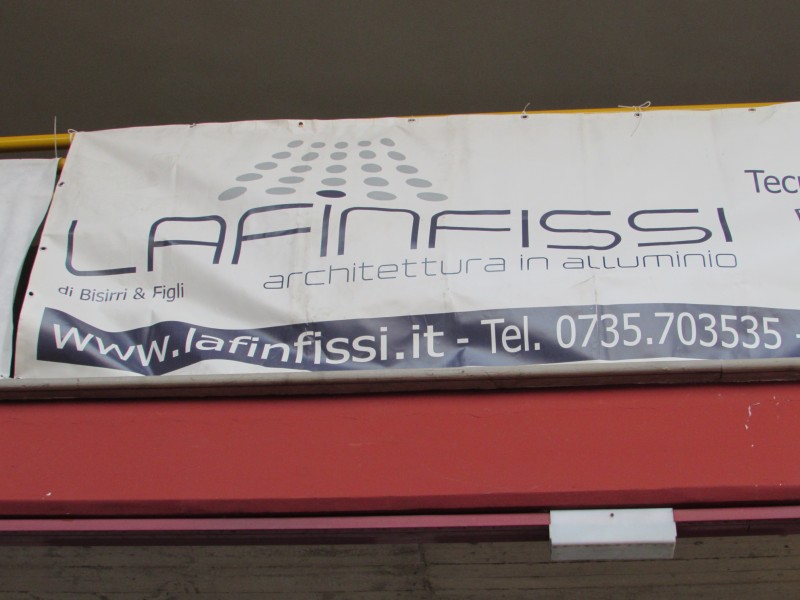 LAFINFISSI
architettura in alluminio
di Bisirri & Figli
www.lafinfissi.it - Tel. 0735.703535 -